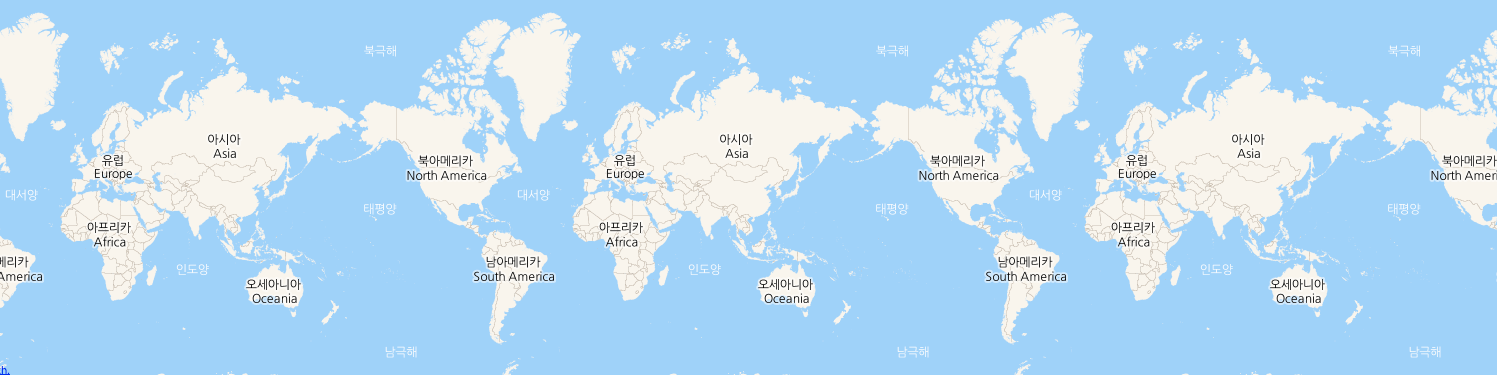 북극해
북극해
북극해
아시아
Asia
아시아
Asia
아시아
Asia
유럽
Europe
북아메리카
North America
유럽
Europe
북아메리카
North America
유럽
Europe
북아메리카
North Ameri
대서양
대서양
대서양
태평양
태평양
태평양
아프리카
Africa
아프리카
Africa
아프리카
Africa
메리카
America
남아메리카
South America
남아메리카
South America
인도양
인도양
인도양
오세아니아
Oceania
오세아니아
Oceania
오세아니아
Oceania
남극해
남극해
남극해